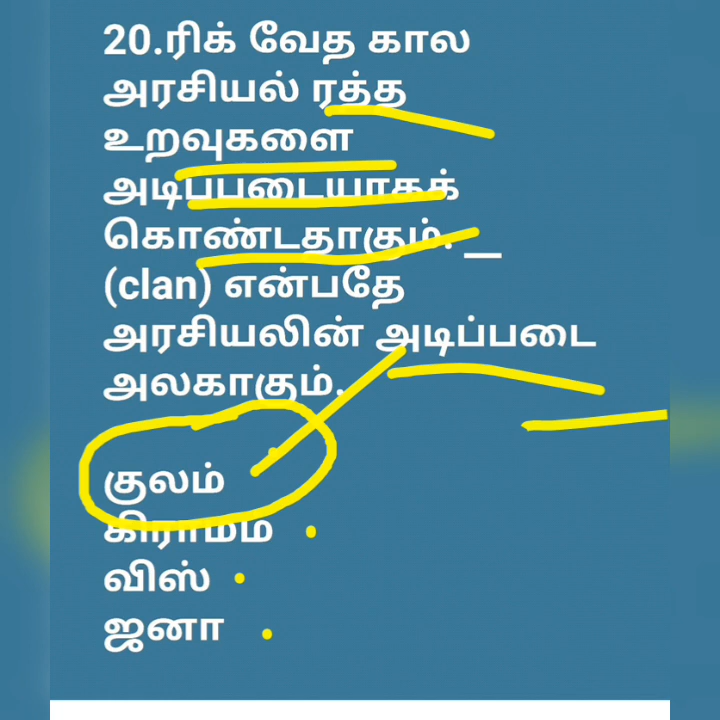 20.ரிக் வேத கால
அரசியல் ரத்த
உறவுகளை
அடிப்படையாகக்
கொண்டதாகும். __
(clan) என்பதே
அரசியலின் அடிப்படை
அலகாகும்.
குலம்
கிராமம்
விஸ்
ஜனா